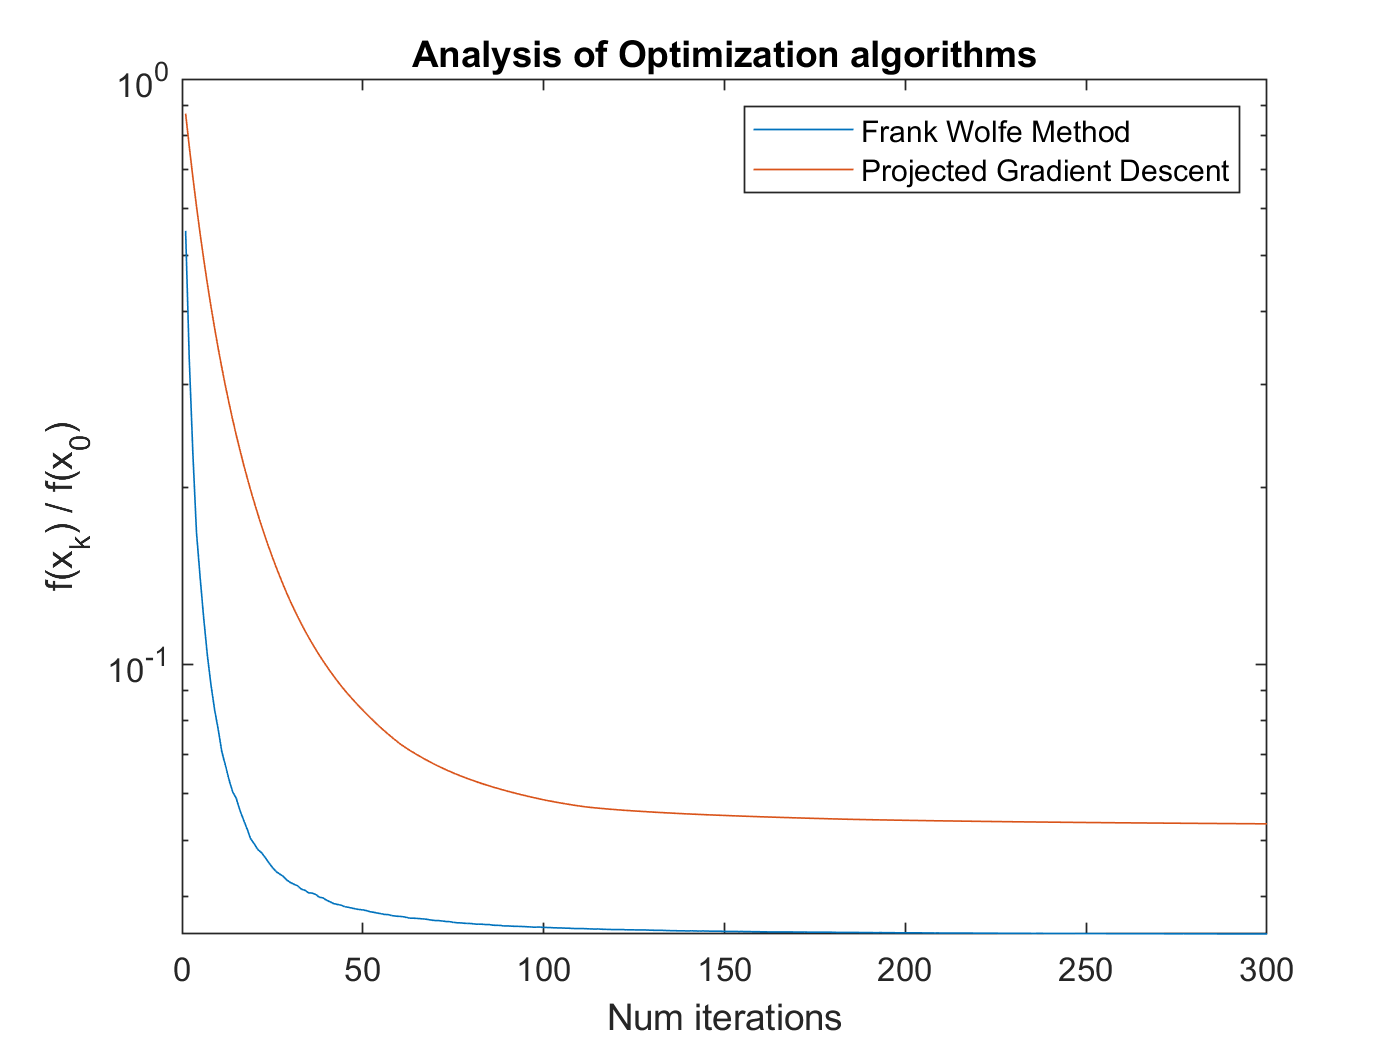 Analysis of Optimization algorithms
10^0
Frank Wolfe Method
Projected Gradient Descent
f(x_k) / f(x_0)
10^-1
0 50 100 150 200 250 300
Num iterations